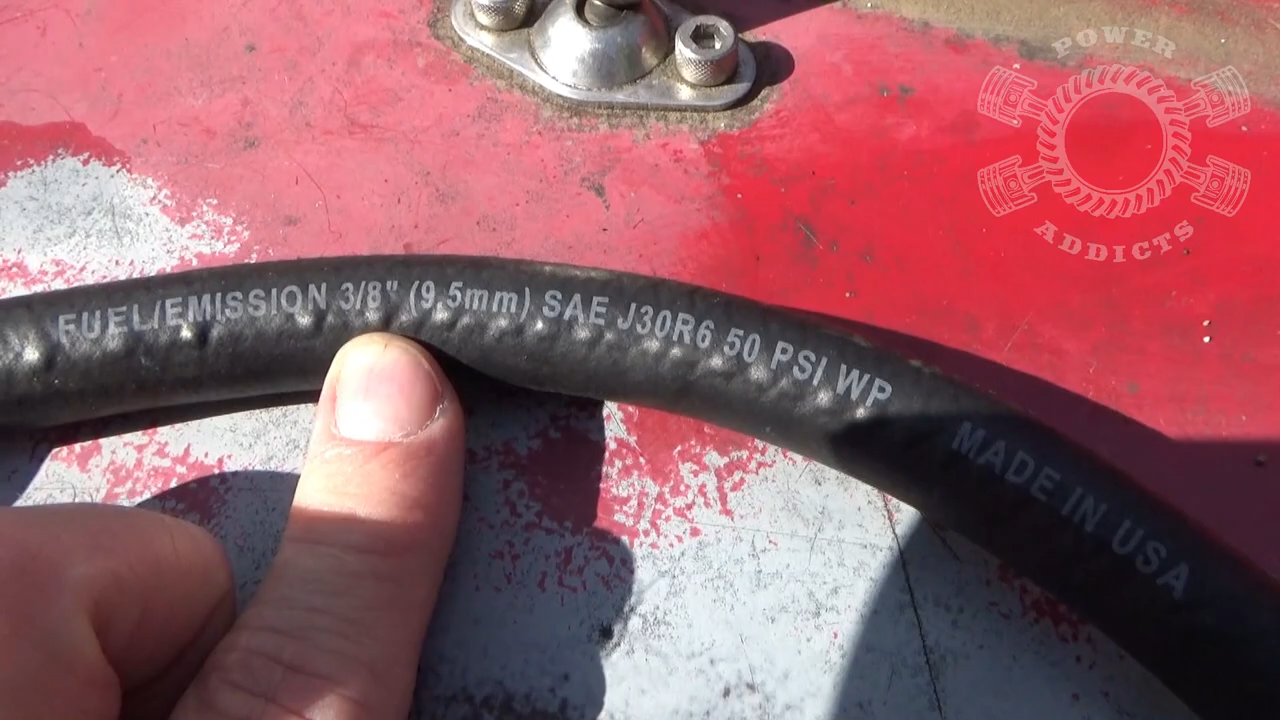 POWER
ADDICTS
FUEL/EMISSION 3/8" (9.5mm) SAE J30R6 50 PSI WP MADE IN USA